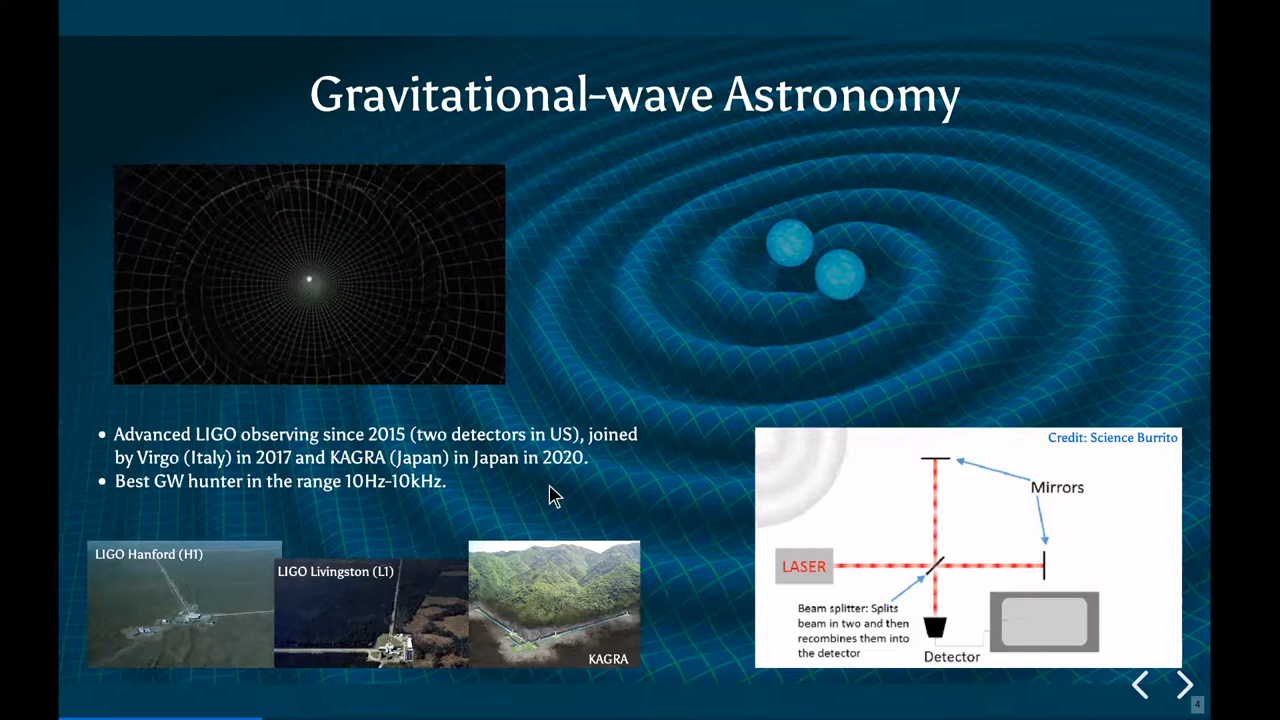 Gravitational-wave Astronomy
• Advanced LIGO observing since 2015 (two detectors in US), joined
by Virgo (Italy) in 2017 and KAGRA (Japan) in Japan in 2020.
• Best GW hunter in the range 10Hz-10kHz.
LIGO Hanford (H1)
LIGO Livingston (L1)
KAGRA
Credit: Science Burrito
Mirrors
LASER
Beam splitter: Splits
beam in two and then
recombines them into
the detector
Detector
4